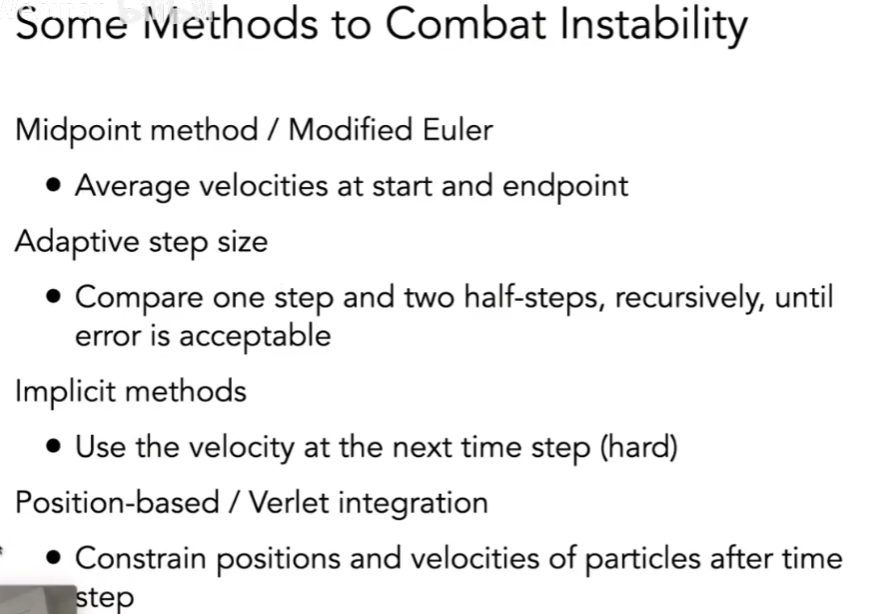 Some Methods to Combat Instability
Midpoint method / Modified Euler
• Average velocities at start and endpoint
Adaptive step size
• Compare one step and two half-steps, recursively, until
error is acceptable
Implicit methods
• Use the velocity at the next time step (hard)
Position-based / Verlet integration
• Constrain positions and velocities of particles after time
step